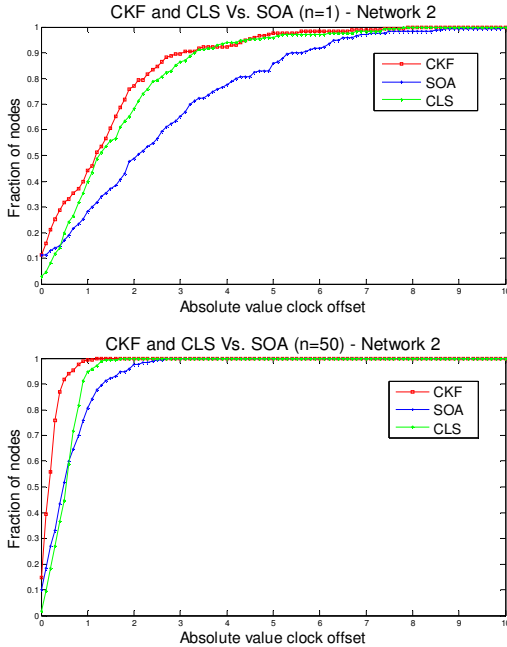 CKF and CLS Vs. SOA (n=1) - Network 2
1
0.9
0.8
0.7
0.6
0.5
0.4
0.3
0.2
0.1
0
Fraction of nodes
CKF
SOA
CLS
0 1 2 3 4 5 6 7 8 9 10
Absolute value clock offset
CKF and CLS Vs. SOA (n=50) - Network 2
1
0.9
0.8
0.7
0.6
0.5
0.4
0.3
0.2
0.1
0
Fraction of nodes
CKF
SOA
CLS
0 1 2 3 4 5 6 7 8 9 10
Absolute value clock offset